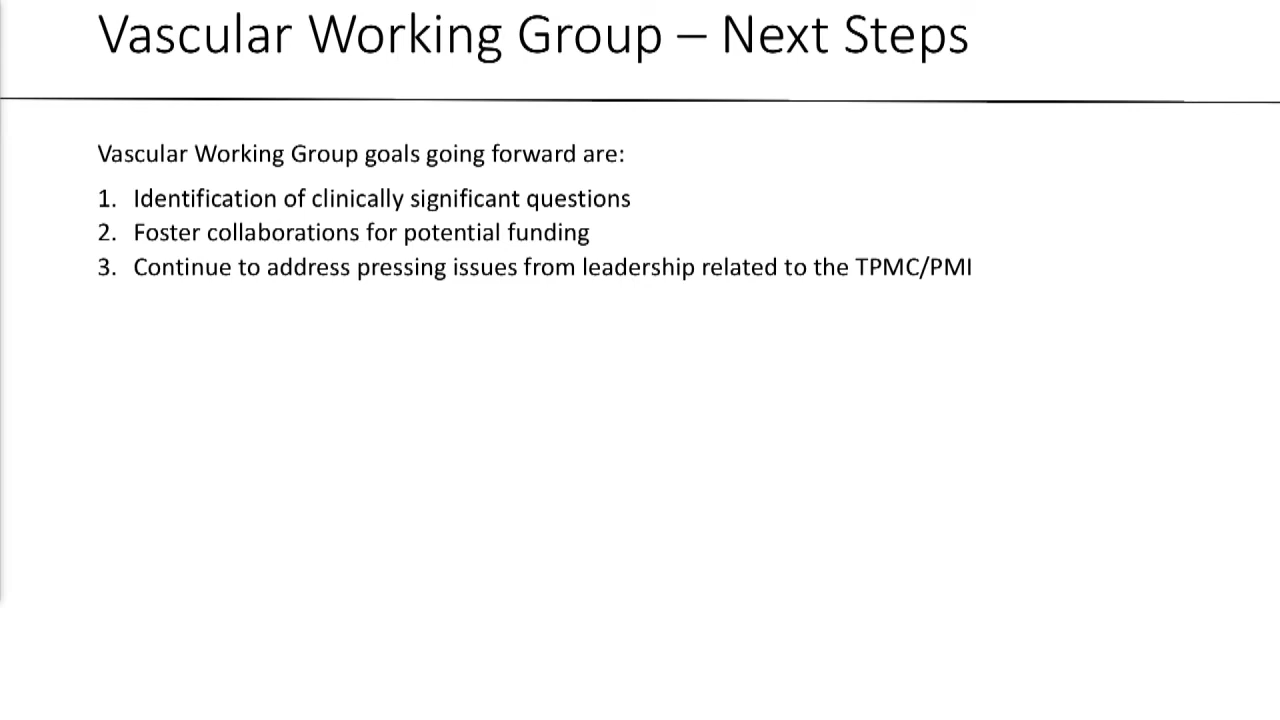 Vascular Working Group – Next Steps
Vascular Working Group goals going forward are:
1. Identification of clinically significant questions
2. Foster collaborations for potential funding
3. Continue to address pressing issues from leadership related to the TPMC/PMI